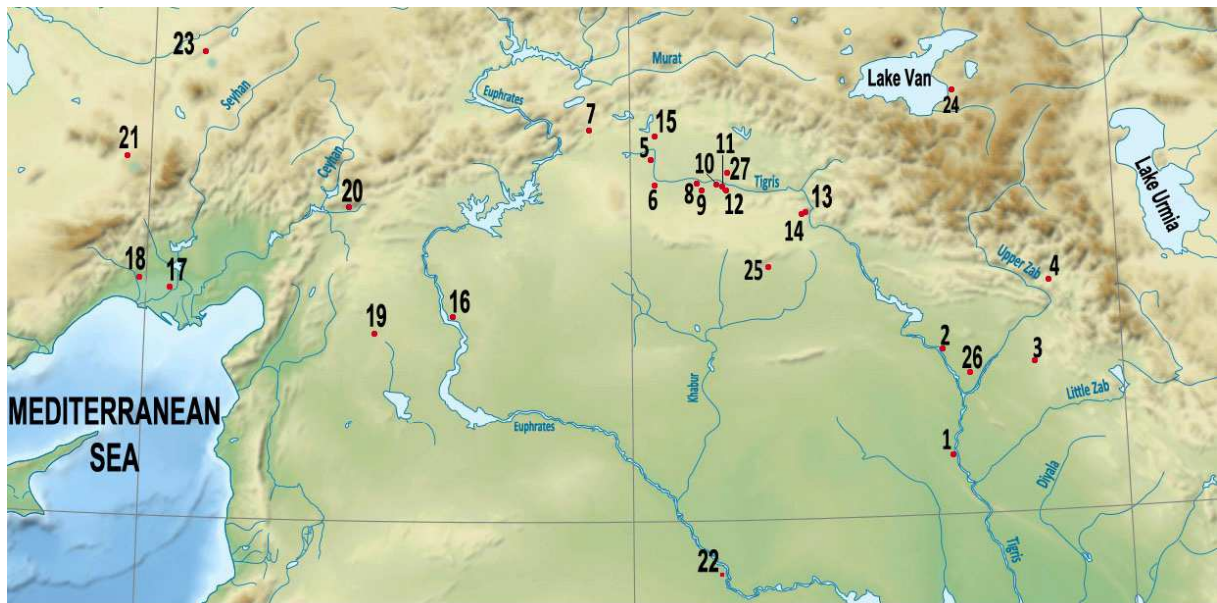 23
Seyhan
21
Ceyhan
20
18
17
Euphrates
Murat
7
15
5
6
11
10
27
8
9
12
Tigris
13
14
25
Lake Van
24
Lake Urmia
Upper Zab
4
16
19
2
26
3
Little Zab
Khabur
1
Diyala
Euphrates
22
Tigris
MEDITERRANEAN
SEA